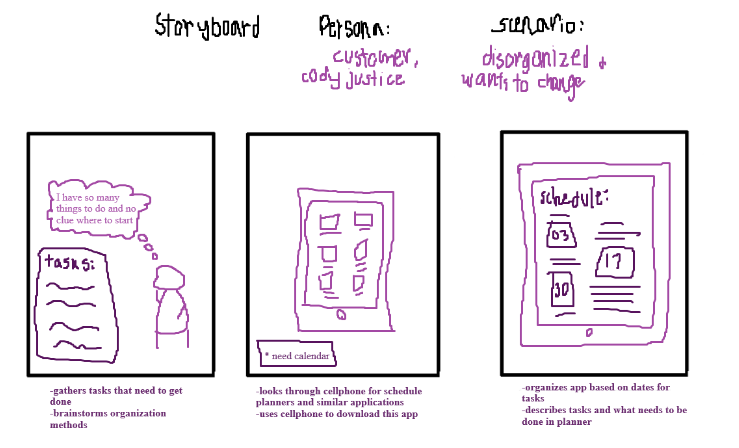 Storyboard
Persona:
customer,
cody justice
scenario:
disorganized +
wants to change
I have so many
things to do and no
clue where to start
tasks:
-gathers tasks that need to get
done
-brainstorms organization
methods
* need calendar
-looks through cellphone for schedule
planners and similar applications
-uses cellphone to download this app
schedule:
03
17
30
-organizes app based on dates for
tasks
-describes tasks and what needs to be
done in planner